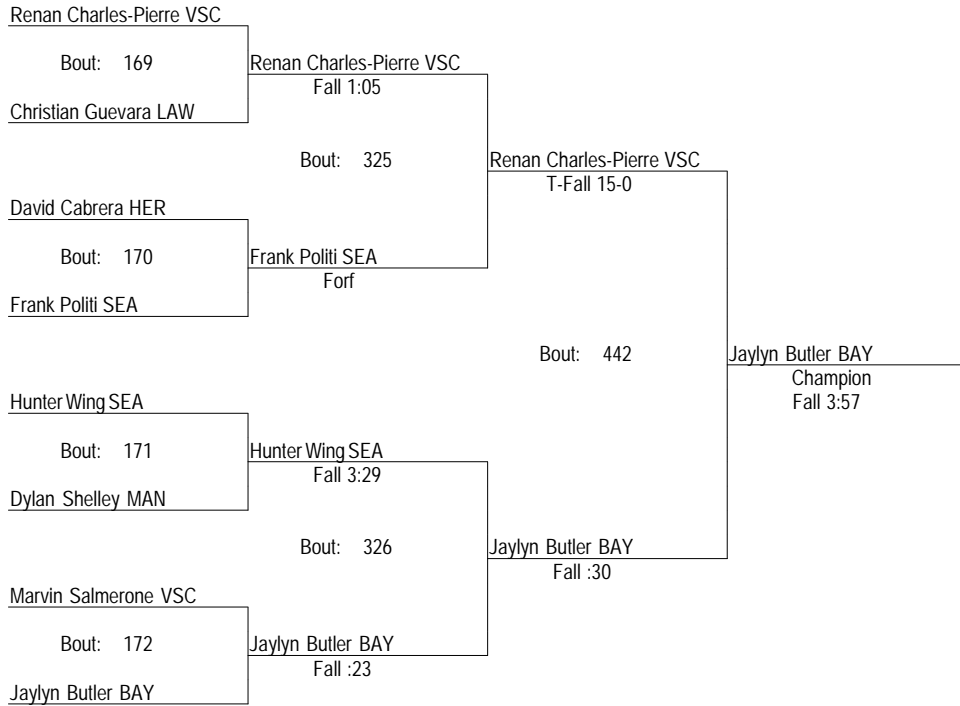 Renan Charles-Pierre VSC
Bout: 169
Renan Charles-Pierre VSC
Fall 1:05
Christian Guevara LAW
Bout: 325
Renan Charles-Pierre VSC
T-Fall 15-0
David Cabrera HER
Bout: 170
Frank Politi SEA
Forf
Frank Politi SEA
Bout: 442
Jaylyn Butler BAY
Champion
Fall 3:57
Hunter Wing SEA
Bout: 171
Hunter Wing SEA
Fall 3:29
Dylan Shelley MAN
Bout: 326
Jaylyn Butler BAY
Fall :30
Marvin Salmerone VSC
Bout: 172
Jaylyn Butler BAY
Fall :23
Jaylyn Butler BAY